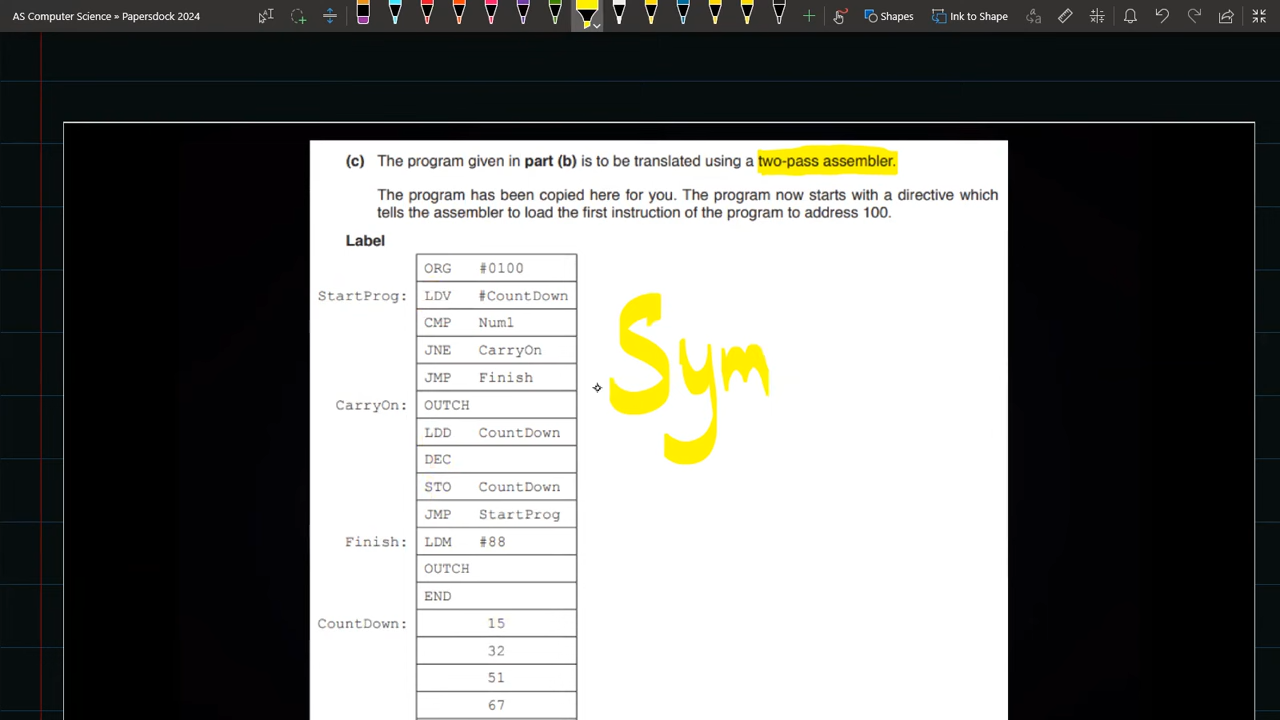 AS Computer Science » Papersdock 2024
Shapes
Ink to Shape
(c) The program given in part (b) is to be translated using a two-pass assembler.
The program has been copied here for you. The program now starts with a directive which
tells the assembler to load the first instruction of the program to address 100.
Label
ORG #0100
StartProg: LDV #CountDown
CMP Num1
JNE CarryOn
JMP Finish
Sym
CarryOn: OUTCH
LDD CountDown
DEC
STO CountDown
JMP StartProg
Finish: LDM #88
OUTCH
END
CountDown: 15
32
51
67